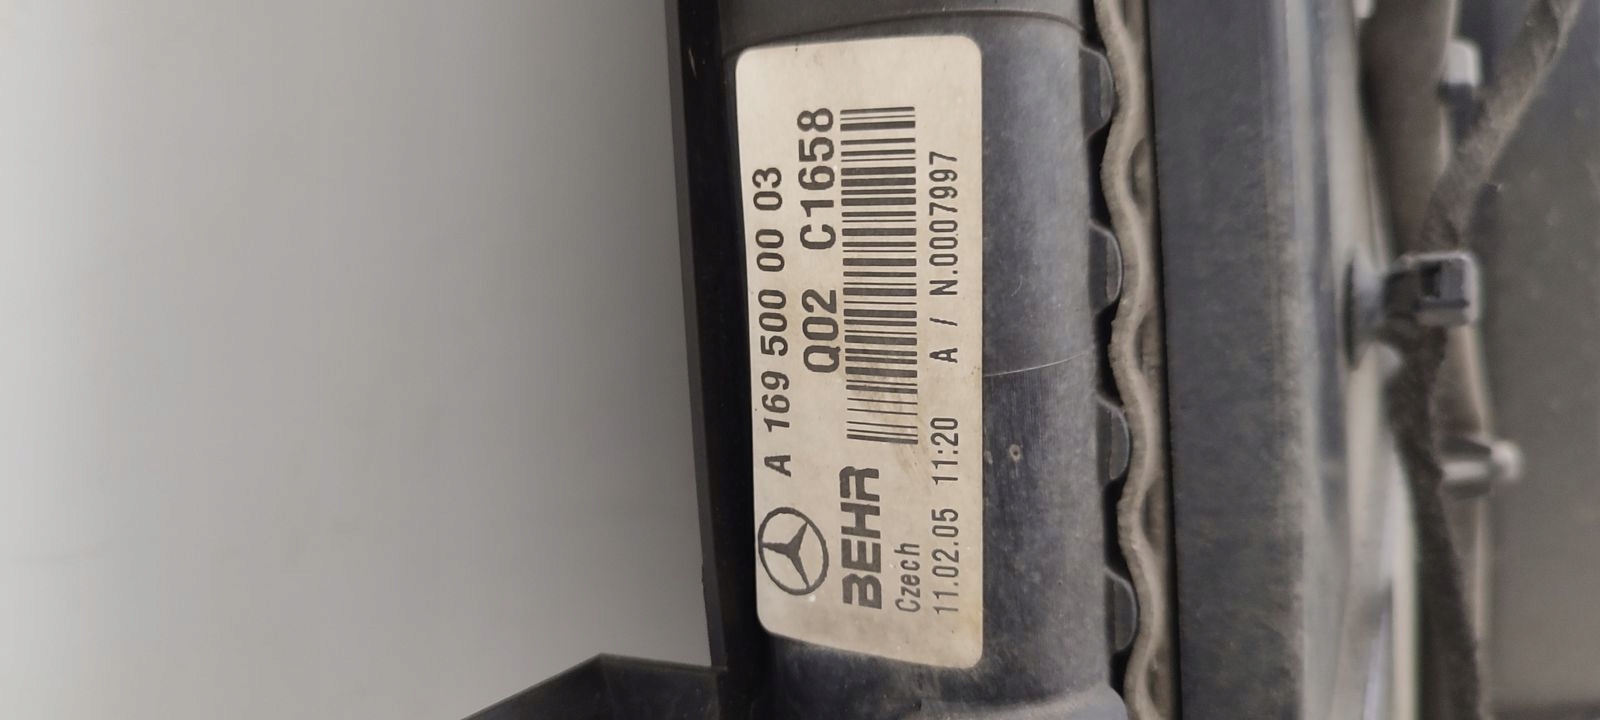 A 169 500 00 03
Q02 C1658
BEHR
Czech
11.02.05 11:20 A / N.0007997